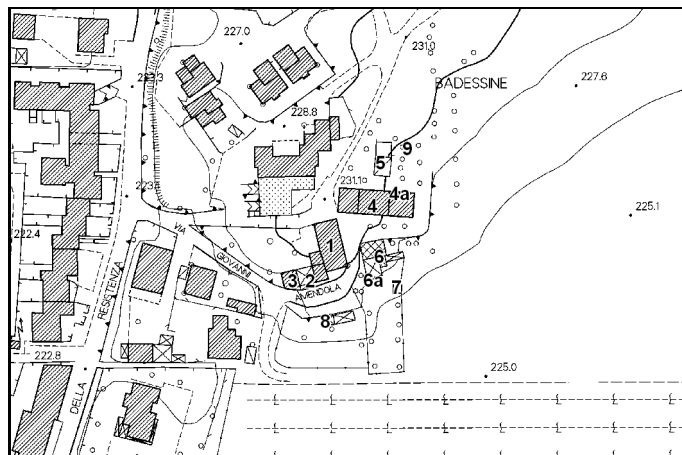 227.0
231.0
BADESSINE
227.6
228.8
9
5
231.1
4a
4
225.1
222.4
VIA
GIOVANNI
AMENDOLA
1
6
3
2
6a
7
RESISTENZA
8
222.8
225.0
DELLA